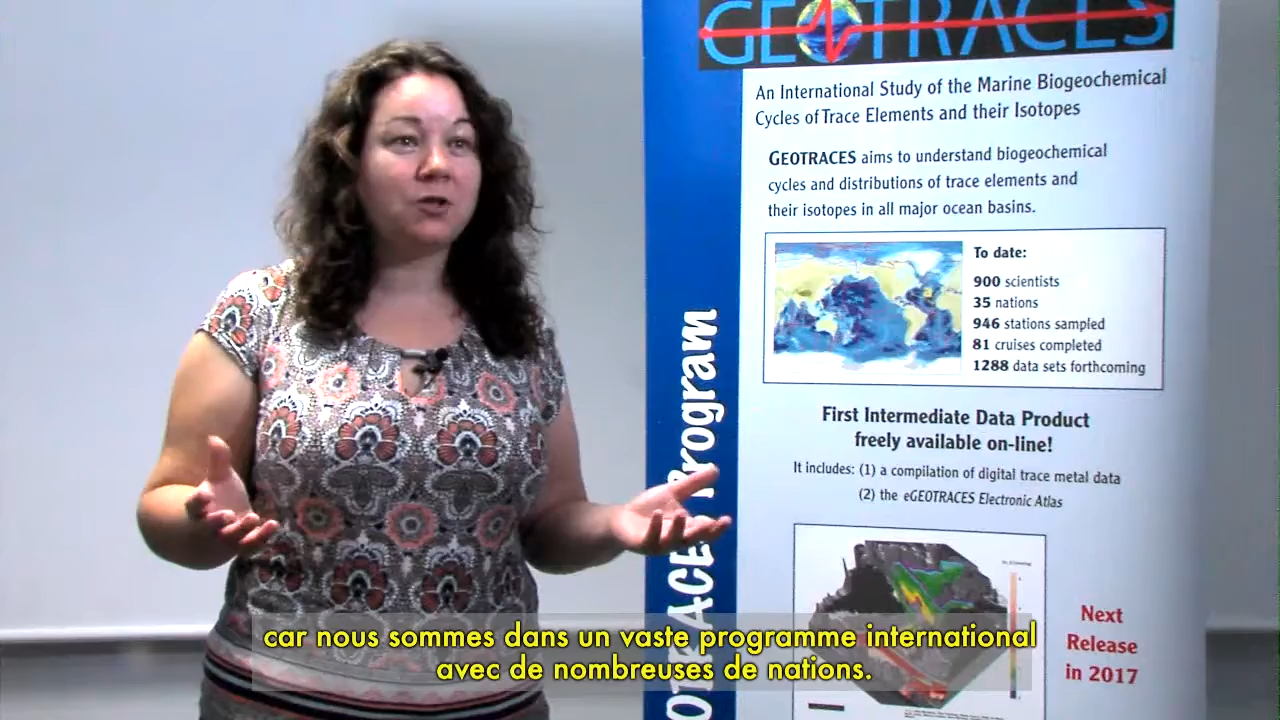 GEOTRACES
An International Study of the Marine Biogeochemical
Cycles of Trace Elements and their Isotopes
GEOTRACES aims to understand biogeochemical
cycles and distributions of trace elements and
their isotopes in all major ocean basins.
To date:
900 scientists
35 nations
946 stations sampled
81 cruises completed
1288 data sets forthcoming
First Intermediate Data Product
freely available on-line!
It includes: (1) a compilation of digital trace metal data
(2) the eGEOTRACES Electronic Atlas
Next
Release
in 2017
OTRACES Program
car nous sommes dans un vaste programme international
avec de nombreuses de nations.